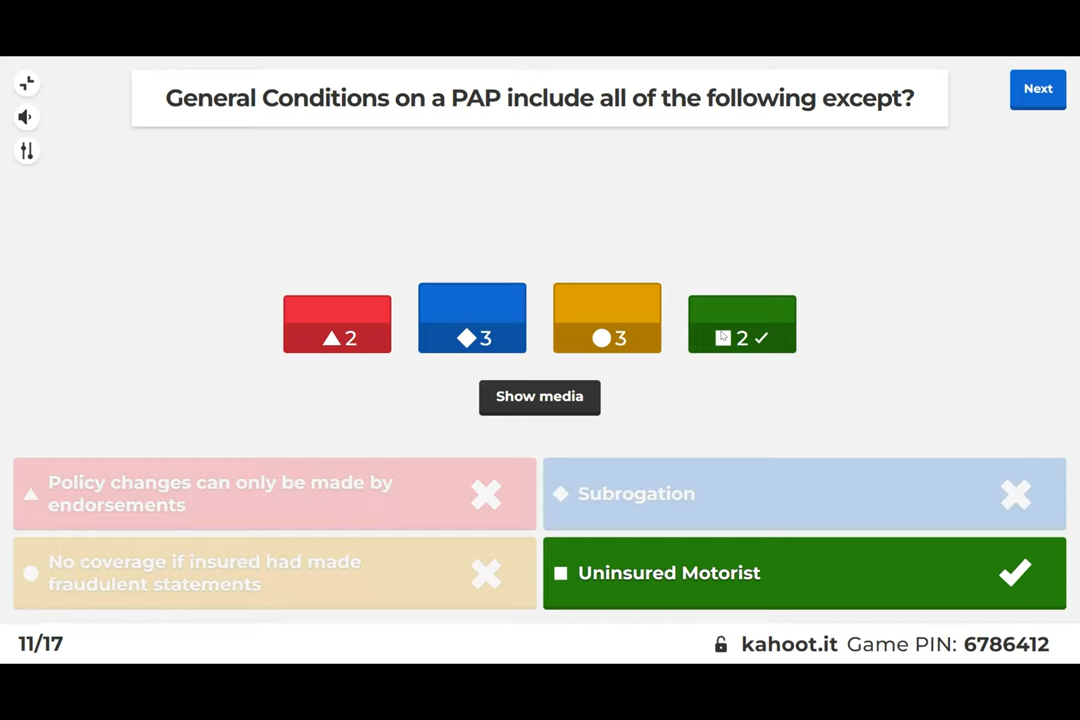 General Conditions on a PAP include all of the following except?
Next
2
3
3
2
Show media
Policy changes can only be made by
endorsements
Subrogation
No coverage if insured had made
fraudulent statements
Uninsured Motorist
11/17
kahoot.it Game PIN: 6786412